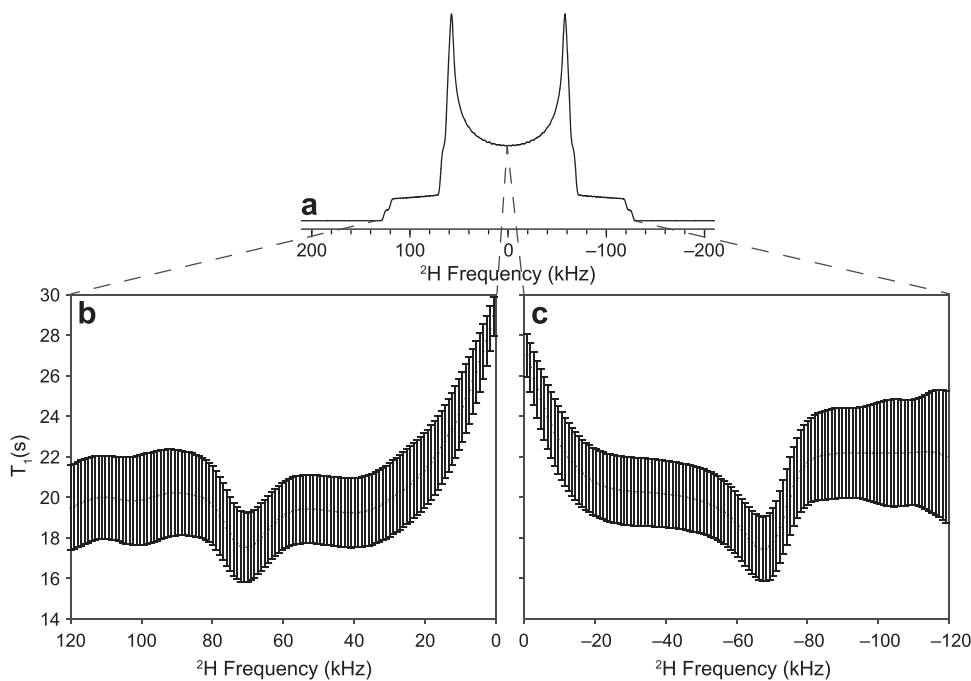 a
200 100 0 –100 –200
²H Frequency (kHz)
b
c
30
28
26
24
22
20
18
16
14
T₁(s)
120 100 80 60 40 20 0
0 –20 –40 –60 –80 –100 –120
²H Frequency (kHz)
²H Frequency (kHz)